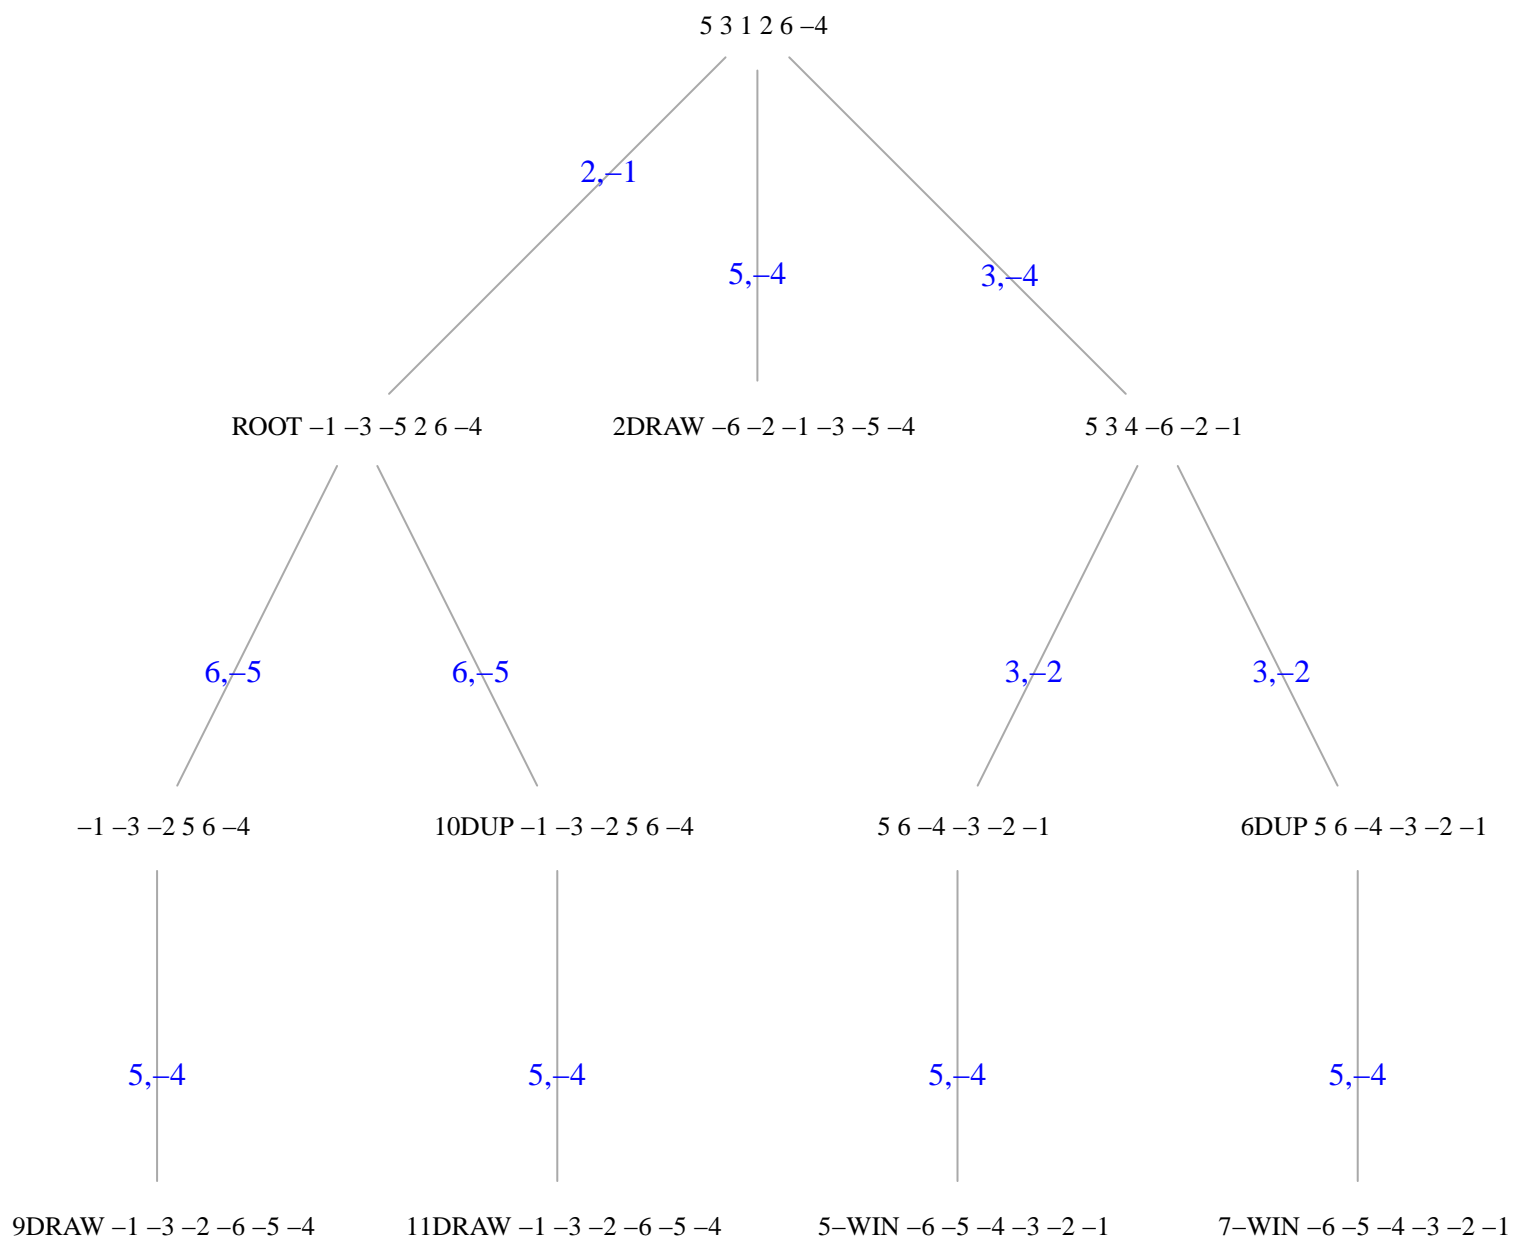 5 3 1 2 6 –4
2,–1
5,–4
3,–4
ROOT –1 –3 –5 2 6 –4
2DRAW –6 –2 –1 –3 –5 –4
5 3 4 –6 –2 –1
6,–5
6,–5
3,–2
3,–2
–1 –3 –2 5 6 –4
10DUP –1 –3 –2 5 6 –4
5 6 –4 –3 –2 –1
6DUP 5 6 –4 –3 –2 –1
5,–4
5,–4
5,–4
5,–4
9DRAW –1 –3 –2 –6 –5 –4
11DRAW –1 –3 –2 –6 –5 –4
5–WIN –6 –5 –4 –3 –2 –1
7–WIN –6 –5 –4 –3 –2 –1